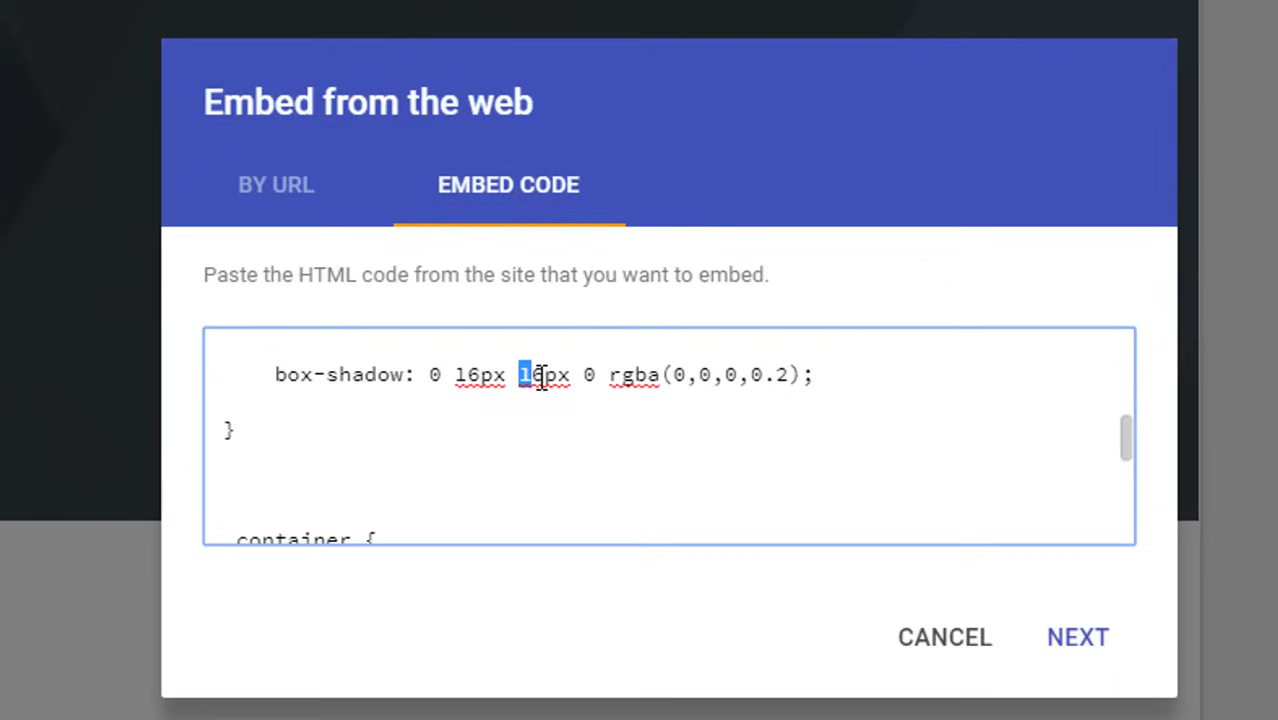 Embed from the web
BY URL
EMBED CODE
Paste the HTML code from the site that you want to embed.
box-shadow: 0 16px 16px 0 rgba(0,0,0,0.2);
}
.container {
CANCEL
NEXT